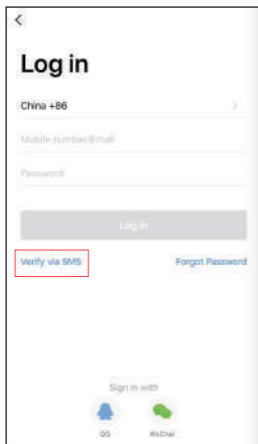 Log in
China +86
Mobile number/Email
Password
Log in
Verify via SMS Forgot Password
Sign in with
QQ WeChat